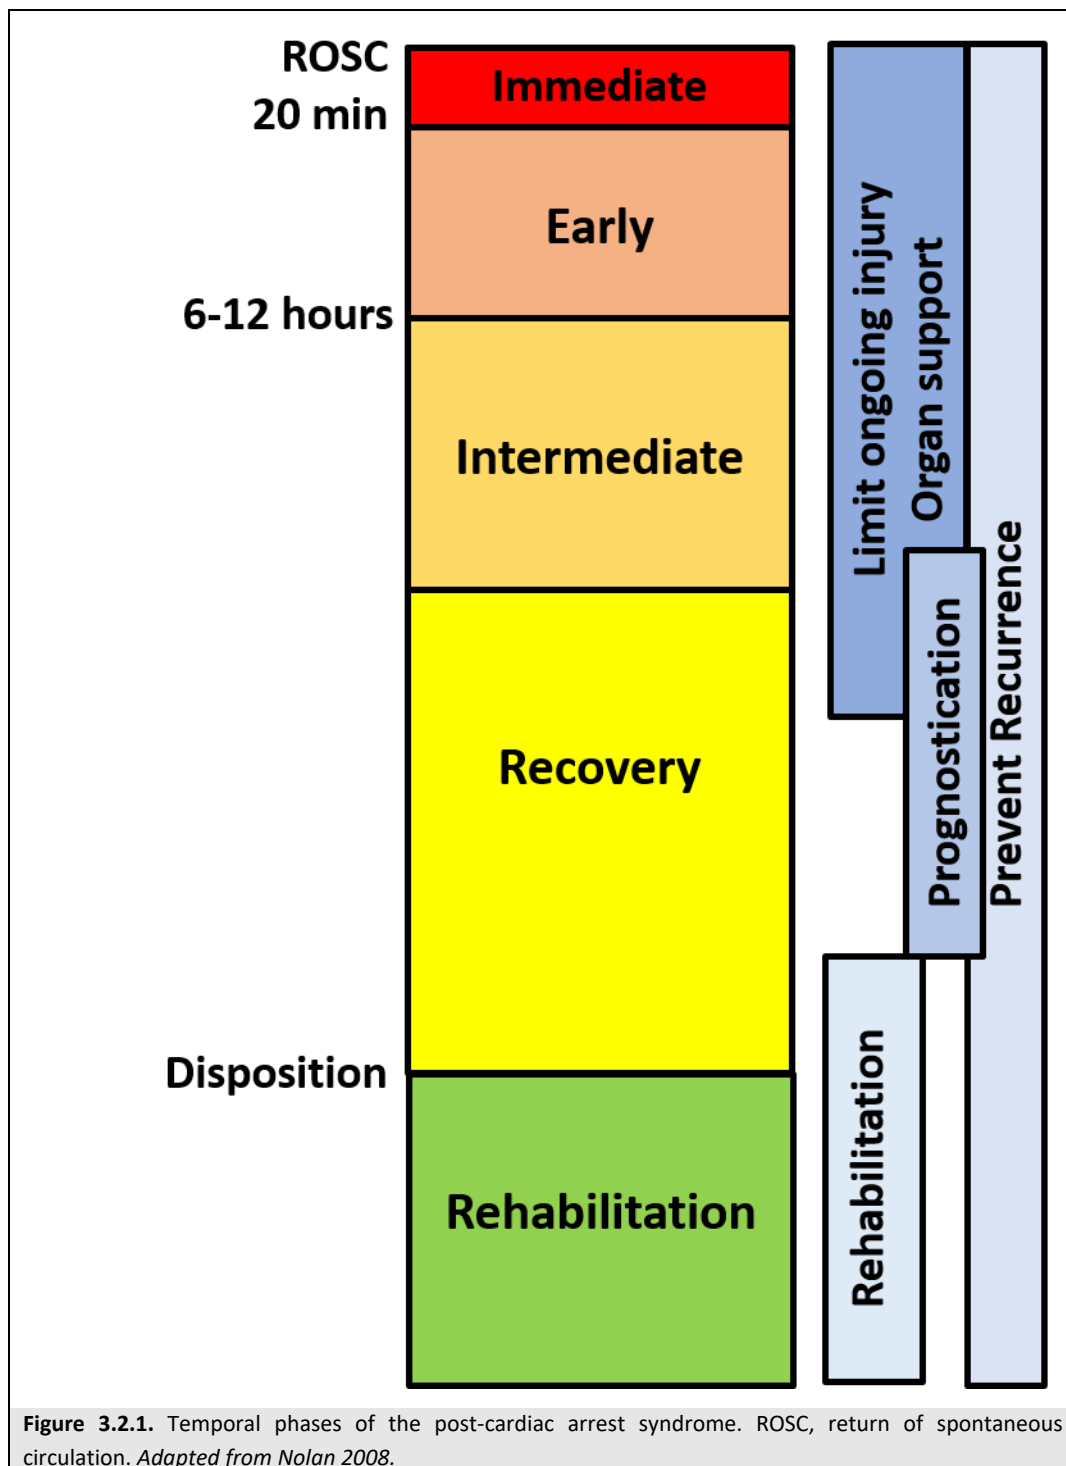 ROSC
20 min
Immediate
Early
6-12 hours
Intermediate
Recovery
Disposition
Rehabilitation
Limit ongoing injury
Organ support
Prognostication
Prevent Recurrence
Rehabilitation
Figure 3.2.1. Temporal phases of the post-cardiac arrest syndrome. ROSC, return of spontaneous
circulation. Adapted from Nolan 2008.